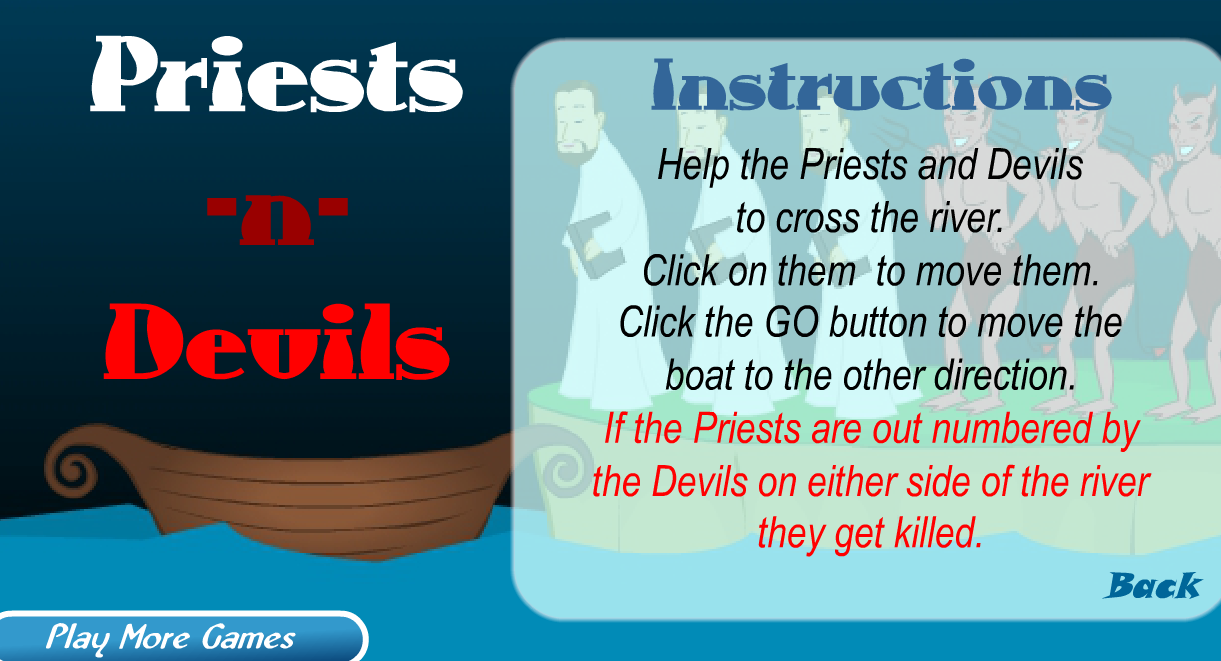 Priests
-n-
Devils
Instructions
Help the Priests and Devils
to cross the river.
Click on them to move them.
Click the GO button to move the
boat to the other direction.
If the Priests are out numbered by
the Devils on either side of the river
they get killed.
Back
Play More Games